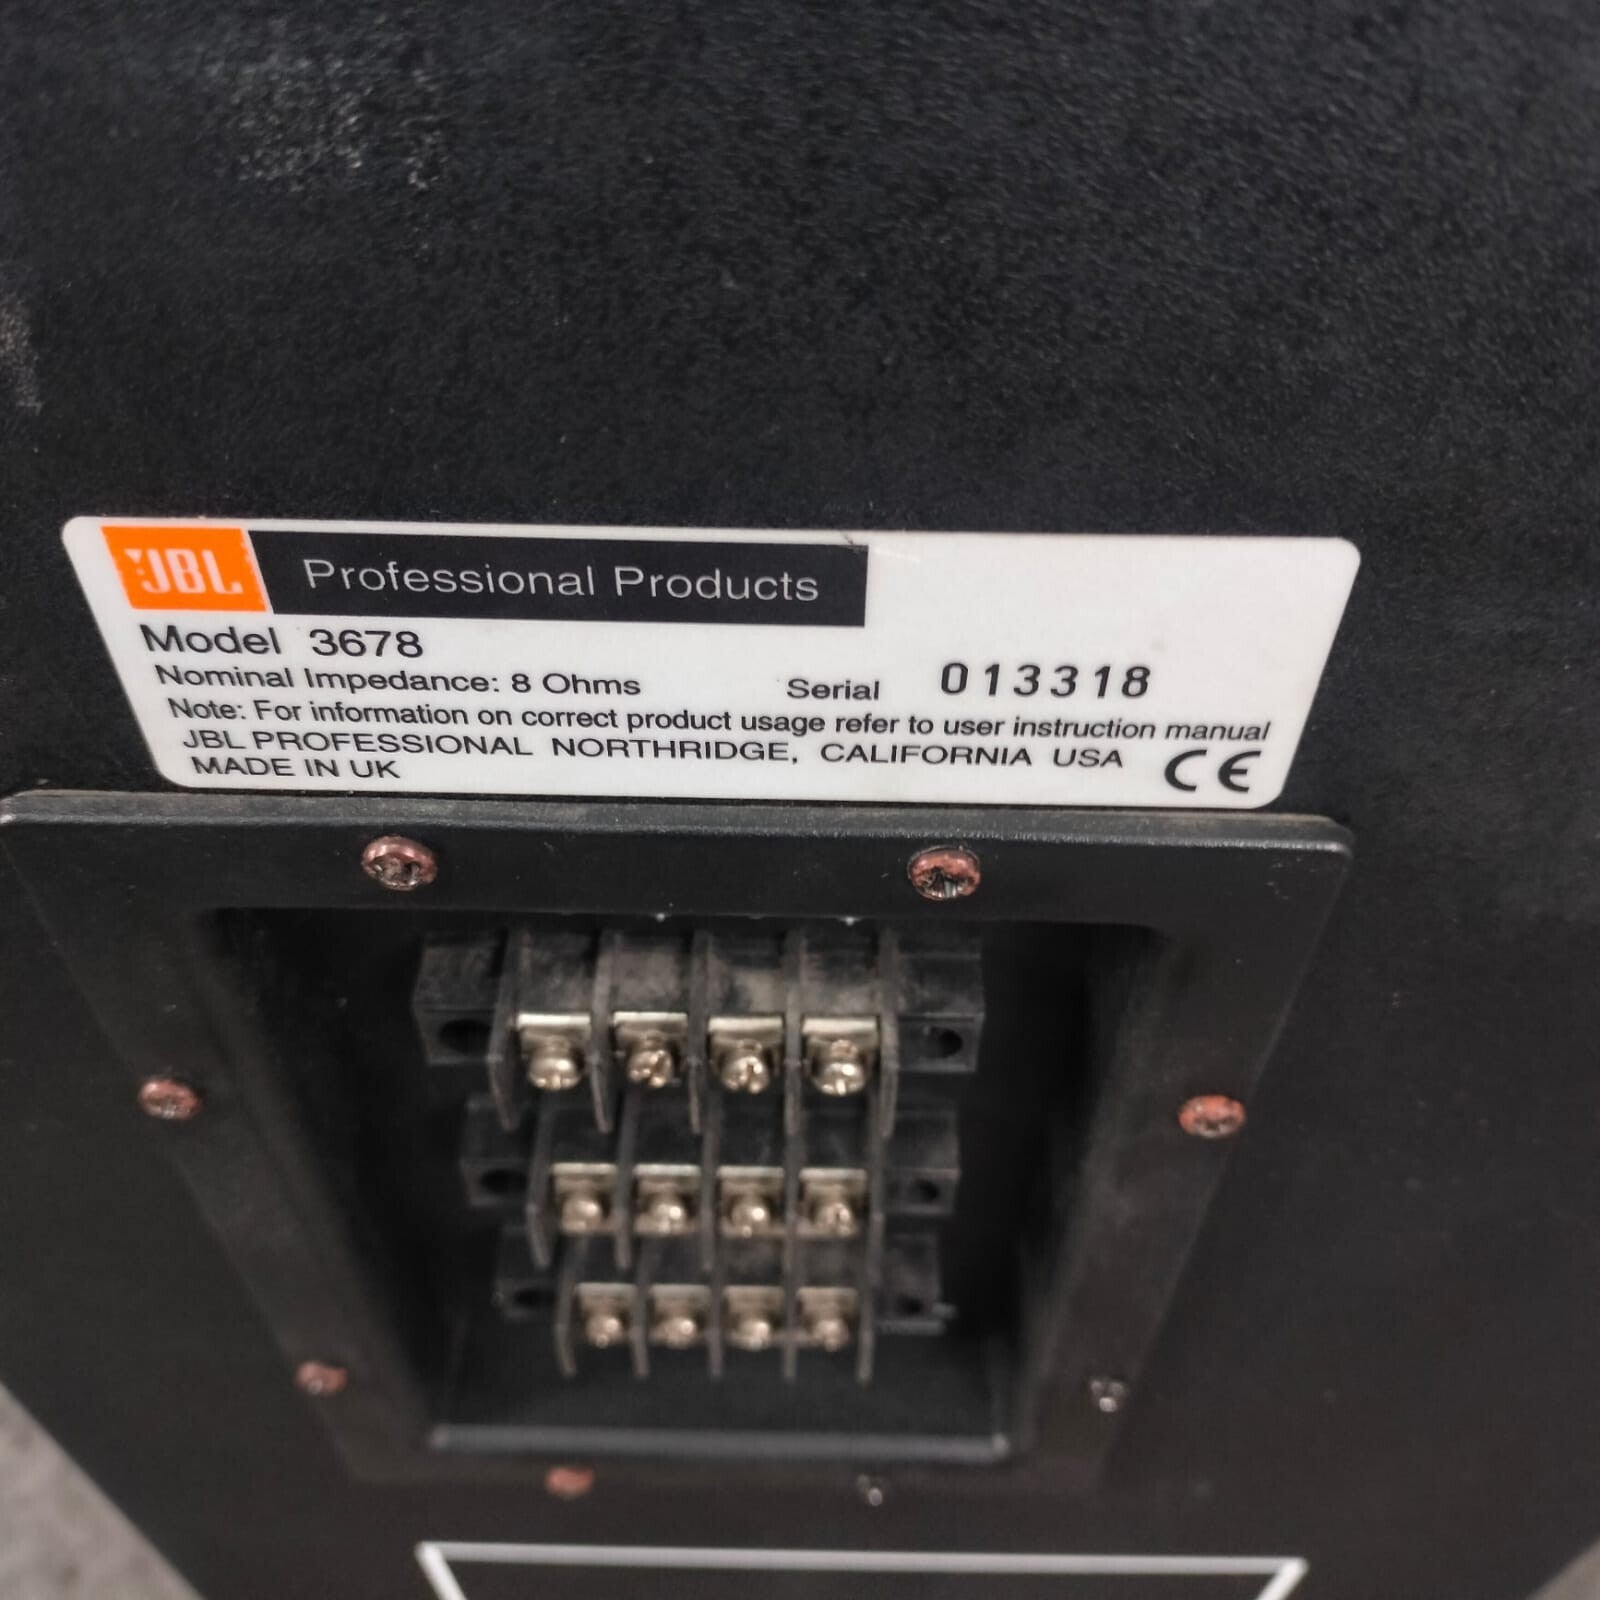 JBL Professional Products
Model 3678
Nominal Impedance: 8 Ohms Serial 013318
Note: For information on correct product usage refer to user instruction manual
JBL PROFESSIONAL NORTHRIDGE, CALIFORNIA USA
MADE IN UK CE